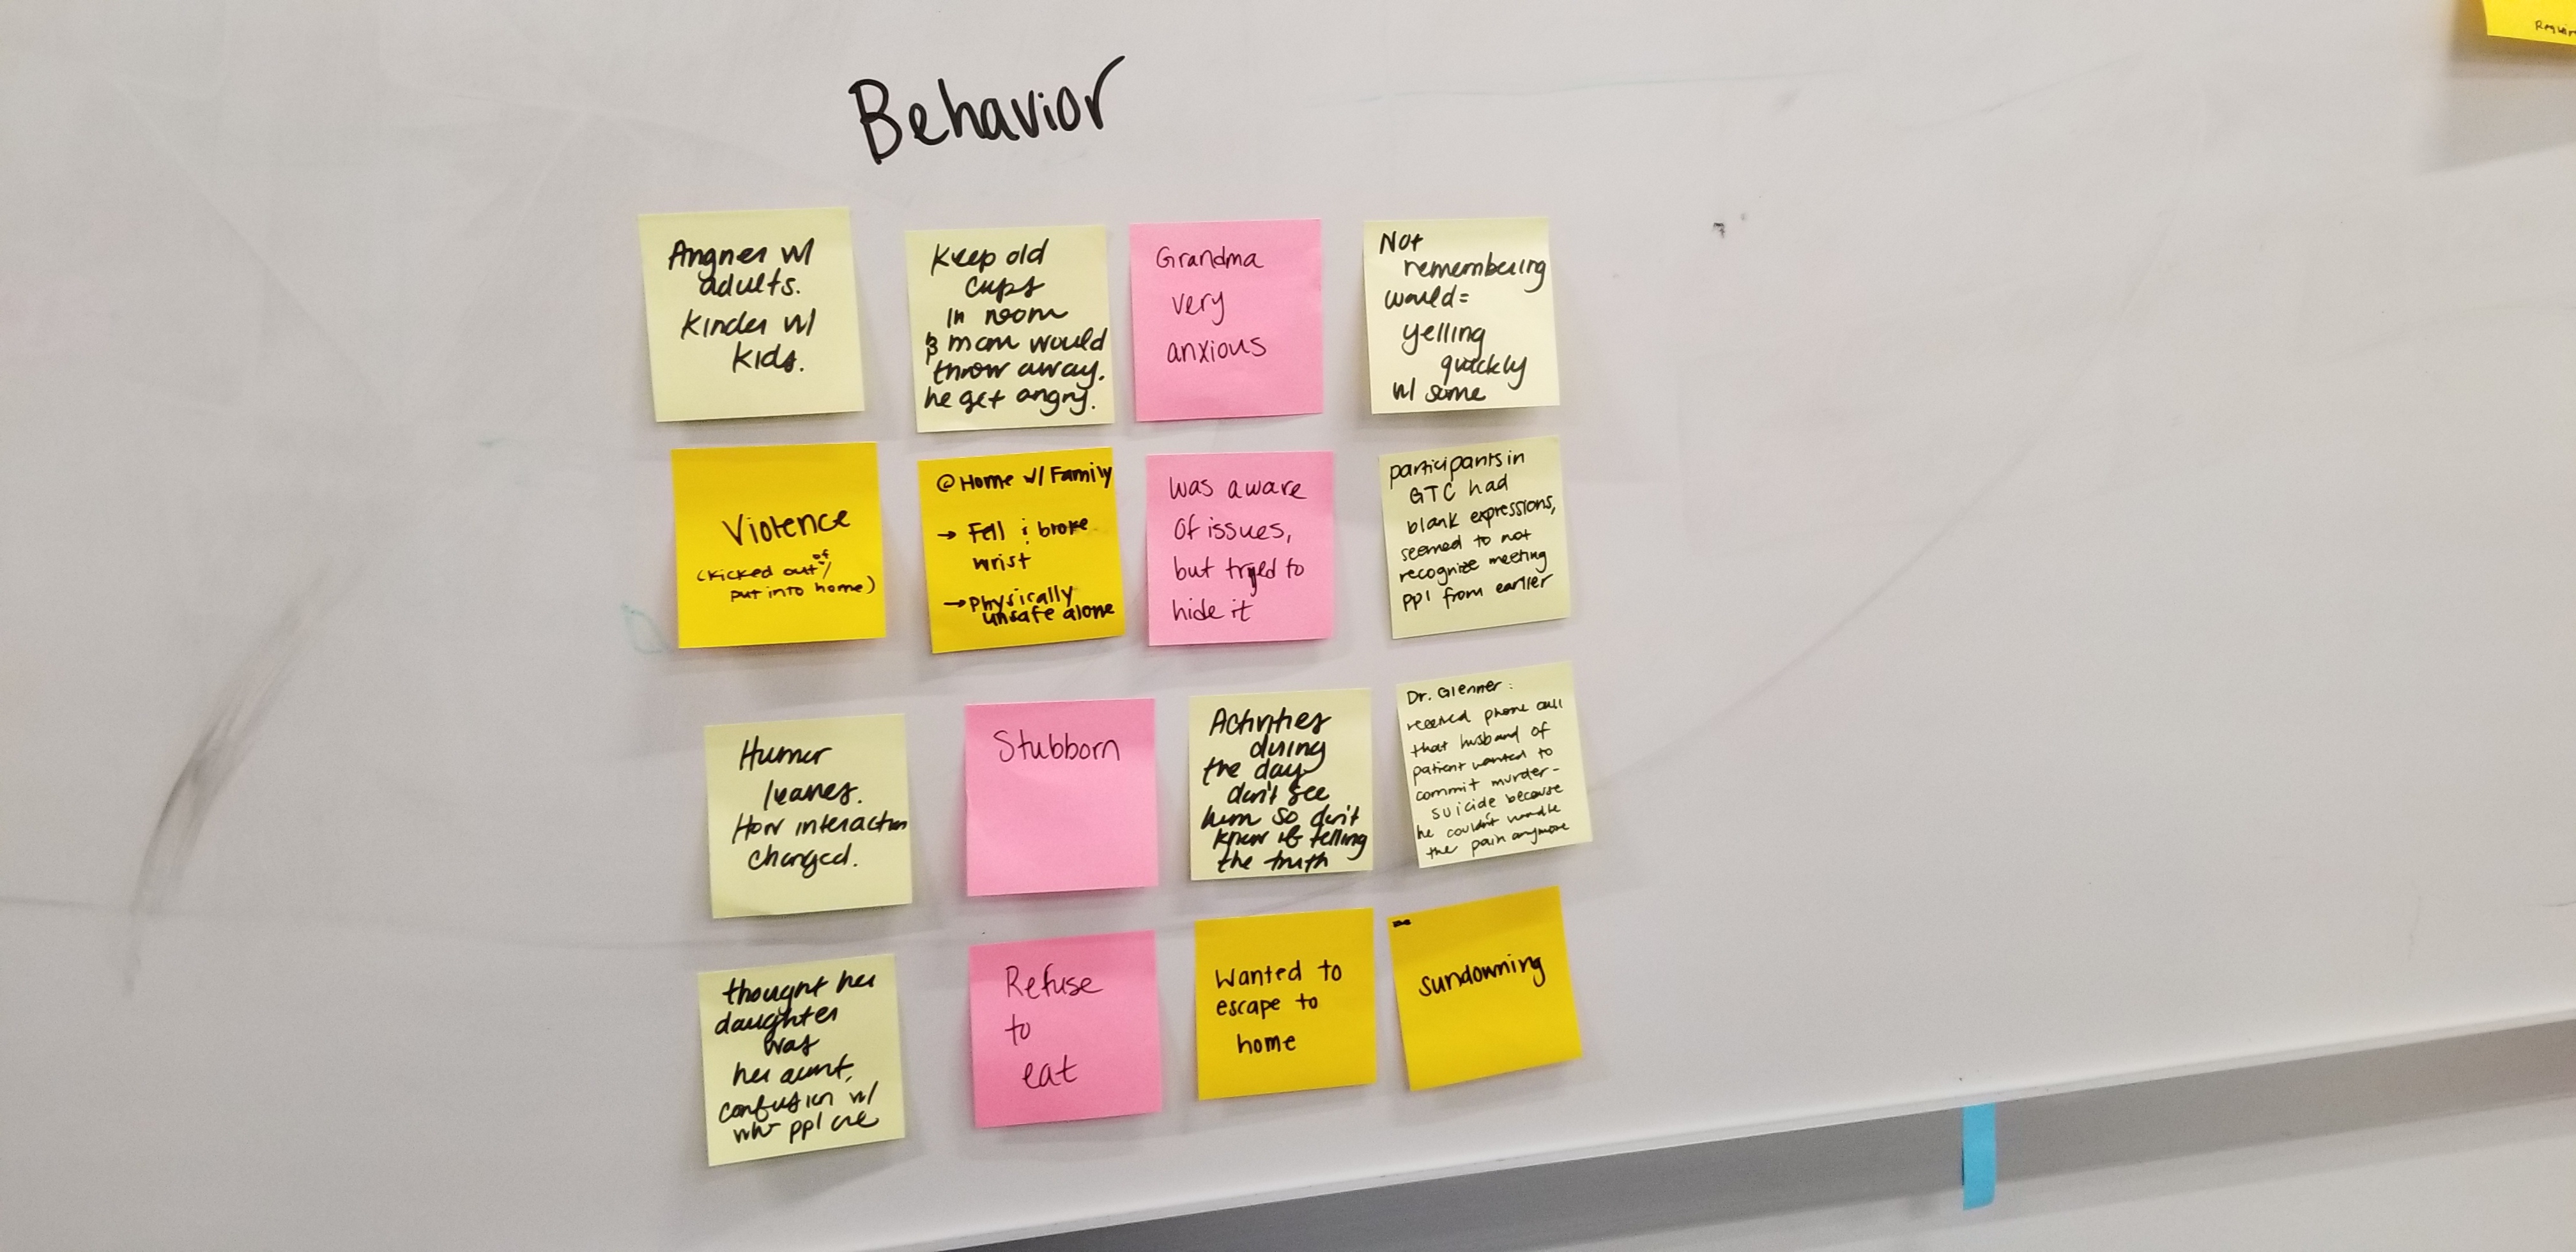 Behavior
Angrier w/
adults.
Kinder w/
kids.
Keep old
cups
in room
& mom would
throw away.
he get angry.
Grandma
very
anxious
Not
remembering
would=
yelling
quickly
w/ some
Violence
(kicked out of/
put into home)
@Home w/ Family
→ Fell & broke
wrist
→ physically
unsafe alone
was aware
of issues,
but tried to
hide it
participants in
GTC had
blank expressions,
seemed to not
recognize meeting
ppl from earlier
Humor
leaves.
How interaction
changed.
Stubborn
Activities
during
the day
don't see
him so don't
know if telling
the truth
Dr. Glenner:
received phone call
that husband of
patient wanted to
commit murder-
suicide because
he couldn't handle
the pain anymore
thought her
daughter
was
her aunt,
confusion w/
who ppl are
Refuse
to
eat
Wanted to
escape to
home
sundowning